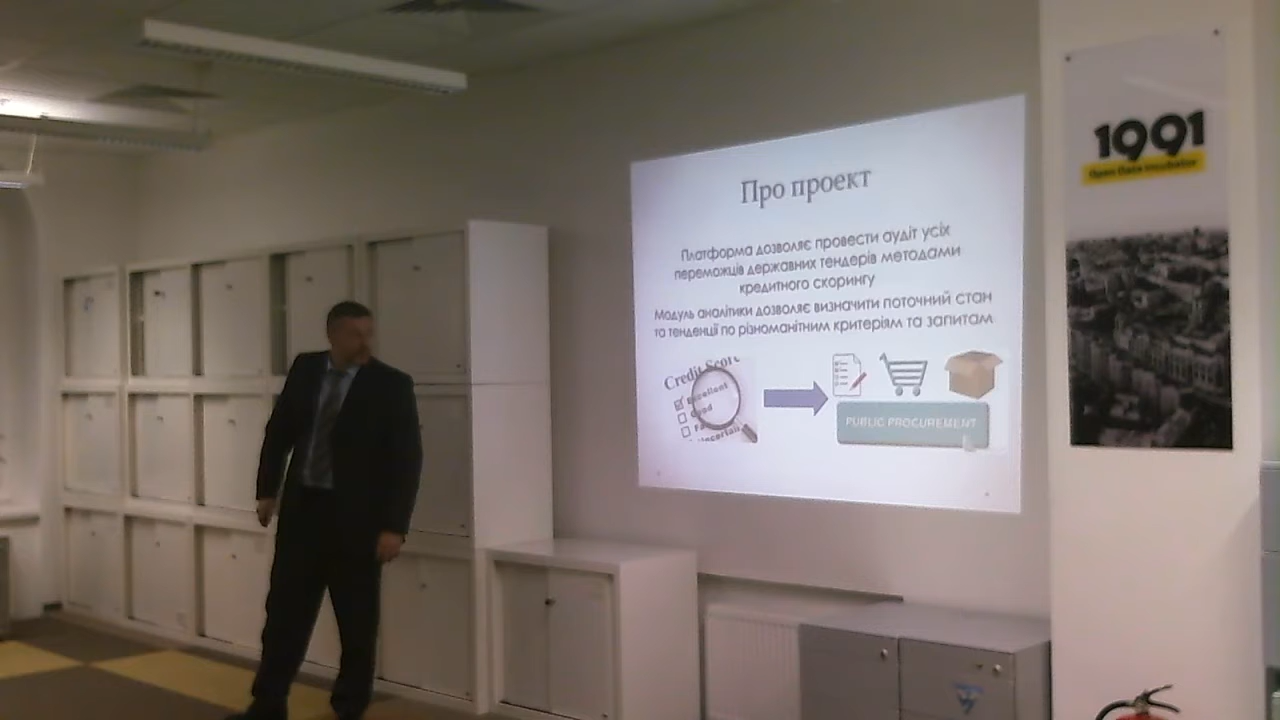 Про проект
Платформа дозволяє провести аудіт усіх
переможців державних тендерів методами
кредитного скорингу
Модуль аналітики дозволяє визначити поточний стан
та тенденції по різноманітним критеріям та запитам
Credit Score
Excellent
Good
PUBLIC PROCUREMENT
1991
Open Data Incubator